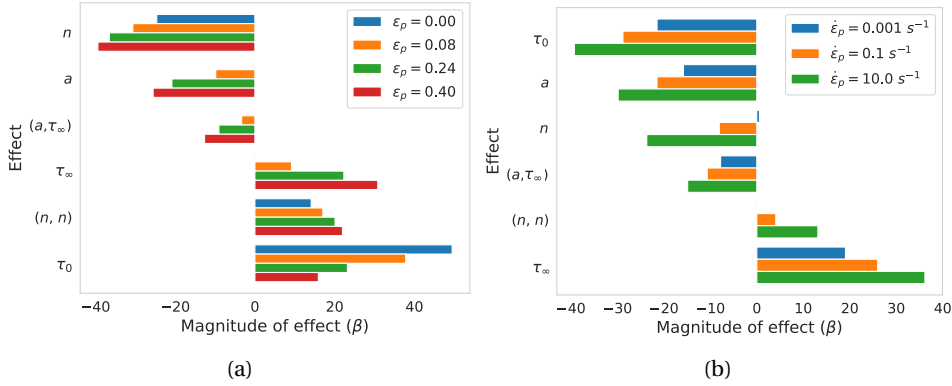 Effect
n
a
(a,τ∞)
τ∞
(n, n)
τ0
εp = 0.00
εp = 0.08
εp = 0.24
εp = 0.40
−40 −20 0 20 40
Magnitude of effect (β)
(a)
Effect
τ0
a
n
(a,τ∞)
(n, n)
τ∞
ε̇p = 0.001 s−1
ε̇p = 0.1 s−1
ε̇p = 10.0 s−1
−40 −30 −20 −10 0 10 20 30 40
Magnitude of effect (β)
(b)